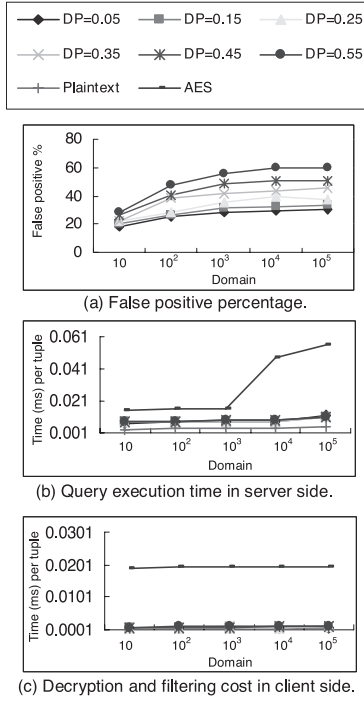 DP=0.05 DP=0.15 DP=0.25
DP=0.35 DP=0.45 DP=0.55
Plaintext AES
False positive %
80
60
40
20
0
10 10² 10³ 10⁴ 10⁵
Domain
(a) False positive percentage.
Time (ms) per tuple
0.061
0.041
0.021
0.001
10 10² 10³ 10⁴ 10⁵
Domain
(b) Query execution time in server side.
Time (ms) per tuple
0.0301
0.0201
0.0101
0.0001
10 10² 10³ 10⁴ 10⁵
Domain
(c) Decryption and filtering cost in client side.